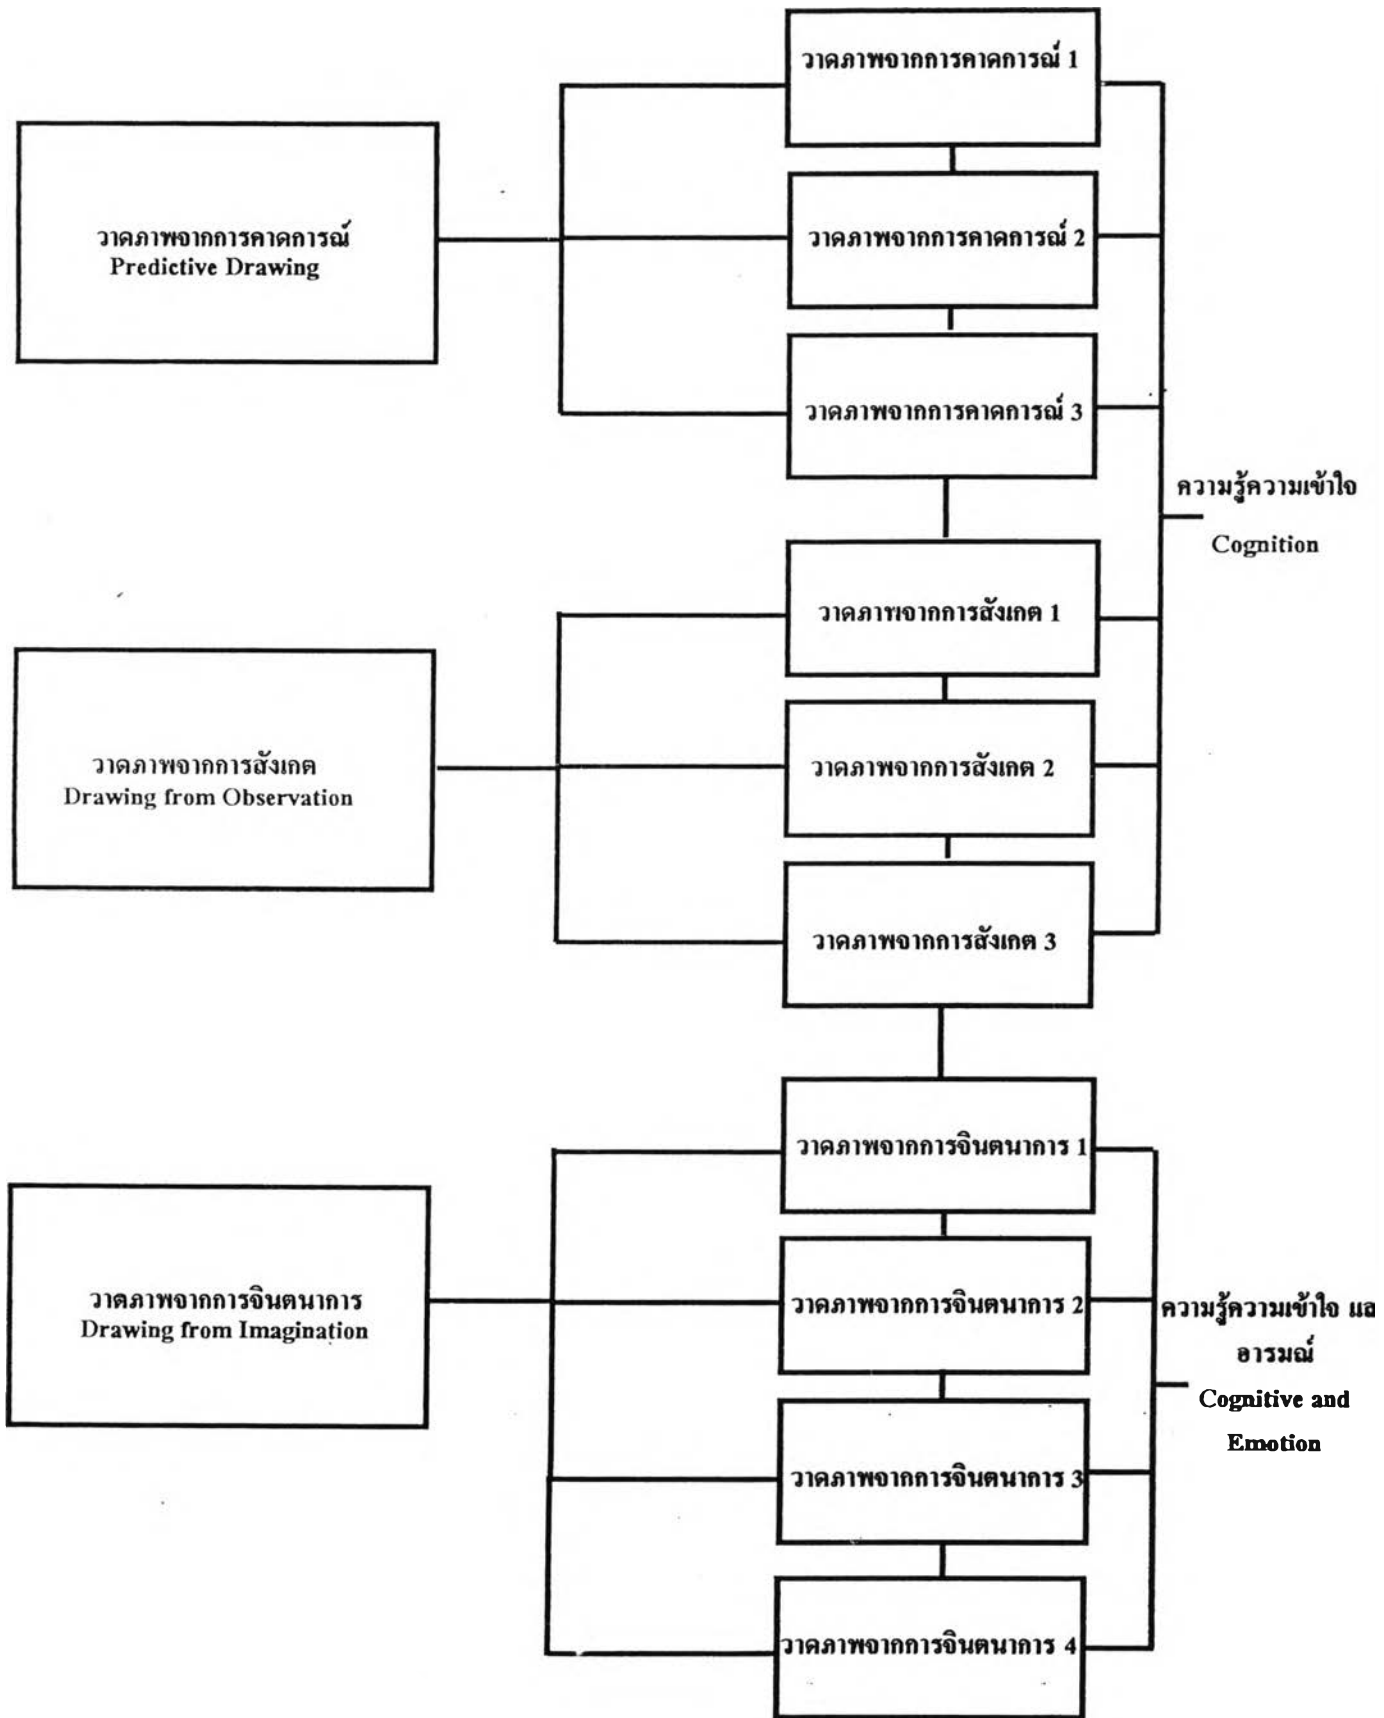 วาดภาพจากการคาดการณ์ 1
วาดภาพจากการคาดการณ์
Predictive Drawing
วาดภาพจากการคาดการณ์ 2
วาดภาพจากการคาดการณ์ 3
ความรู้ความเข้าใจ
Cognition
วาดภาพจากการสังเกต 1
วาดภาพจากการสังเกต
Drawing from Observation
วาดภาพจากการสังเกต 2
วาดภาพจากการสังเกต 3
วาดภาพจากการจินตนาการ 1
วาดภาพจากการจินตนาการ
Drawing from Imagination
วาดภาพจากการจินตนาการ 2
ความรู้ความเข้าใจ แล
อารมณ์
Cognitive and
Emotion
วาดภาพจากการจินตนาการ 3
วาดภาพจากการจินตนาการ 4